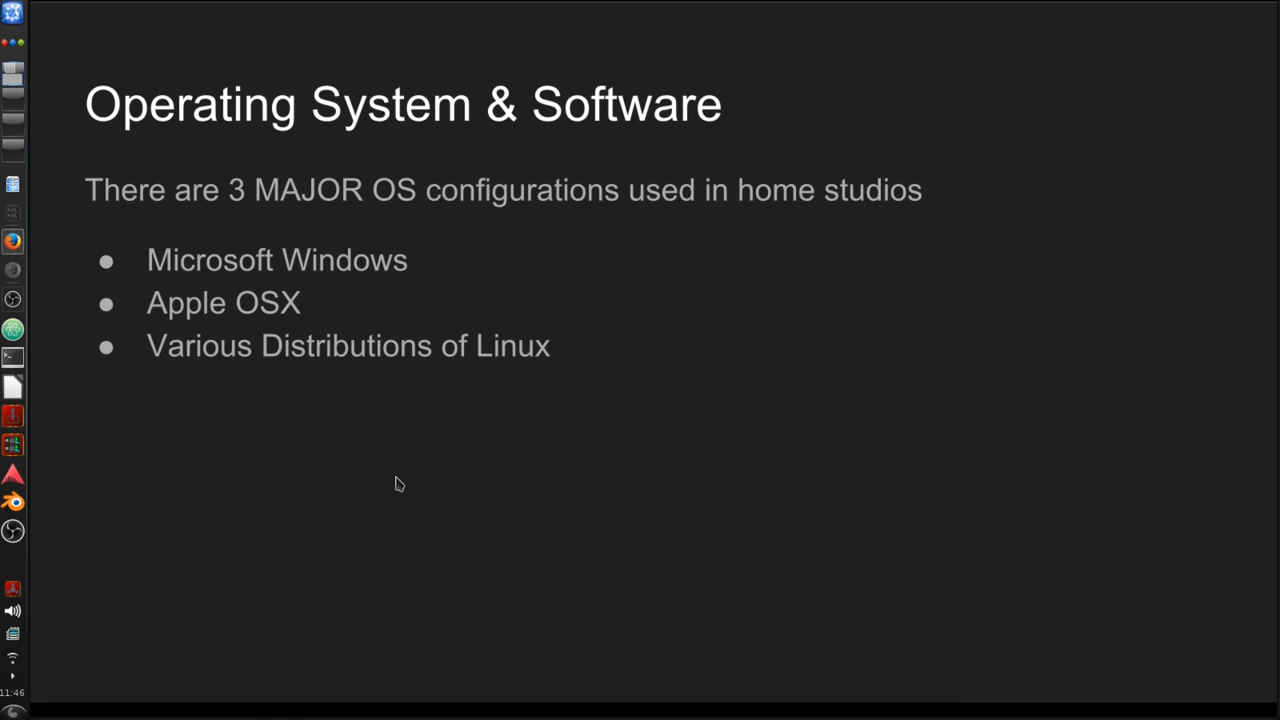 Operating System & Software
There are 3 MAJOR OS configurations used in home studios
● Microsoft Windows
● Apple OSX
● Various Distributions of Linux
11:46